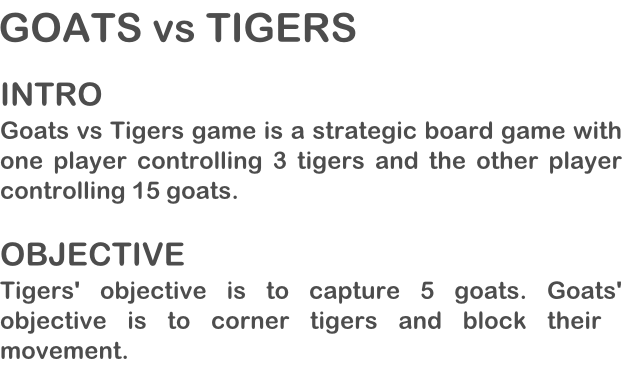 GOATS vs TIGERS
INTRO
Goats vs Tigers game is a strategic board game with
one player controlling 3 tigers and the other player
controlling 15 goats.
OBJECTIVE
Tigers' objective is to capture 5 goats. Goats'
objective is to corner tigers and block their
movement.